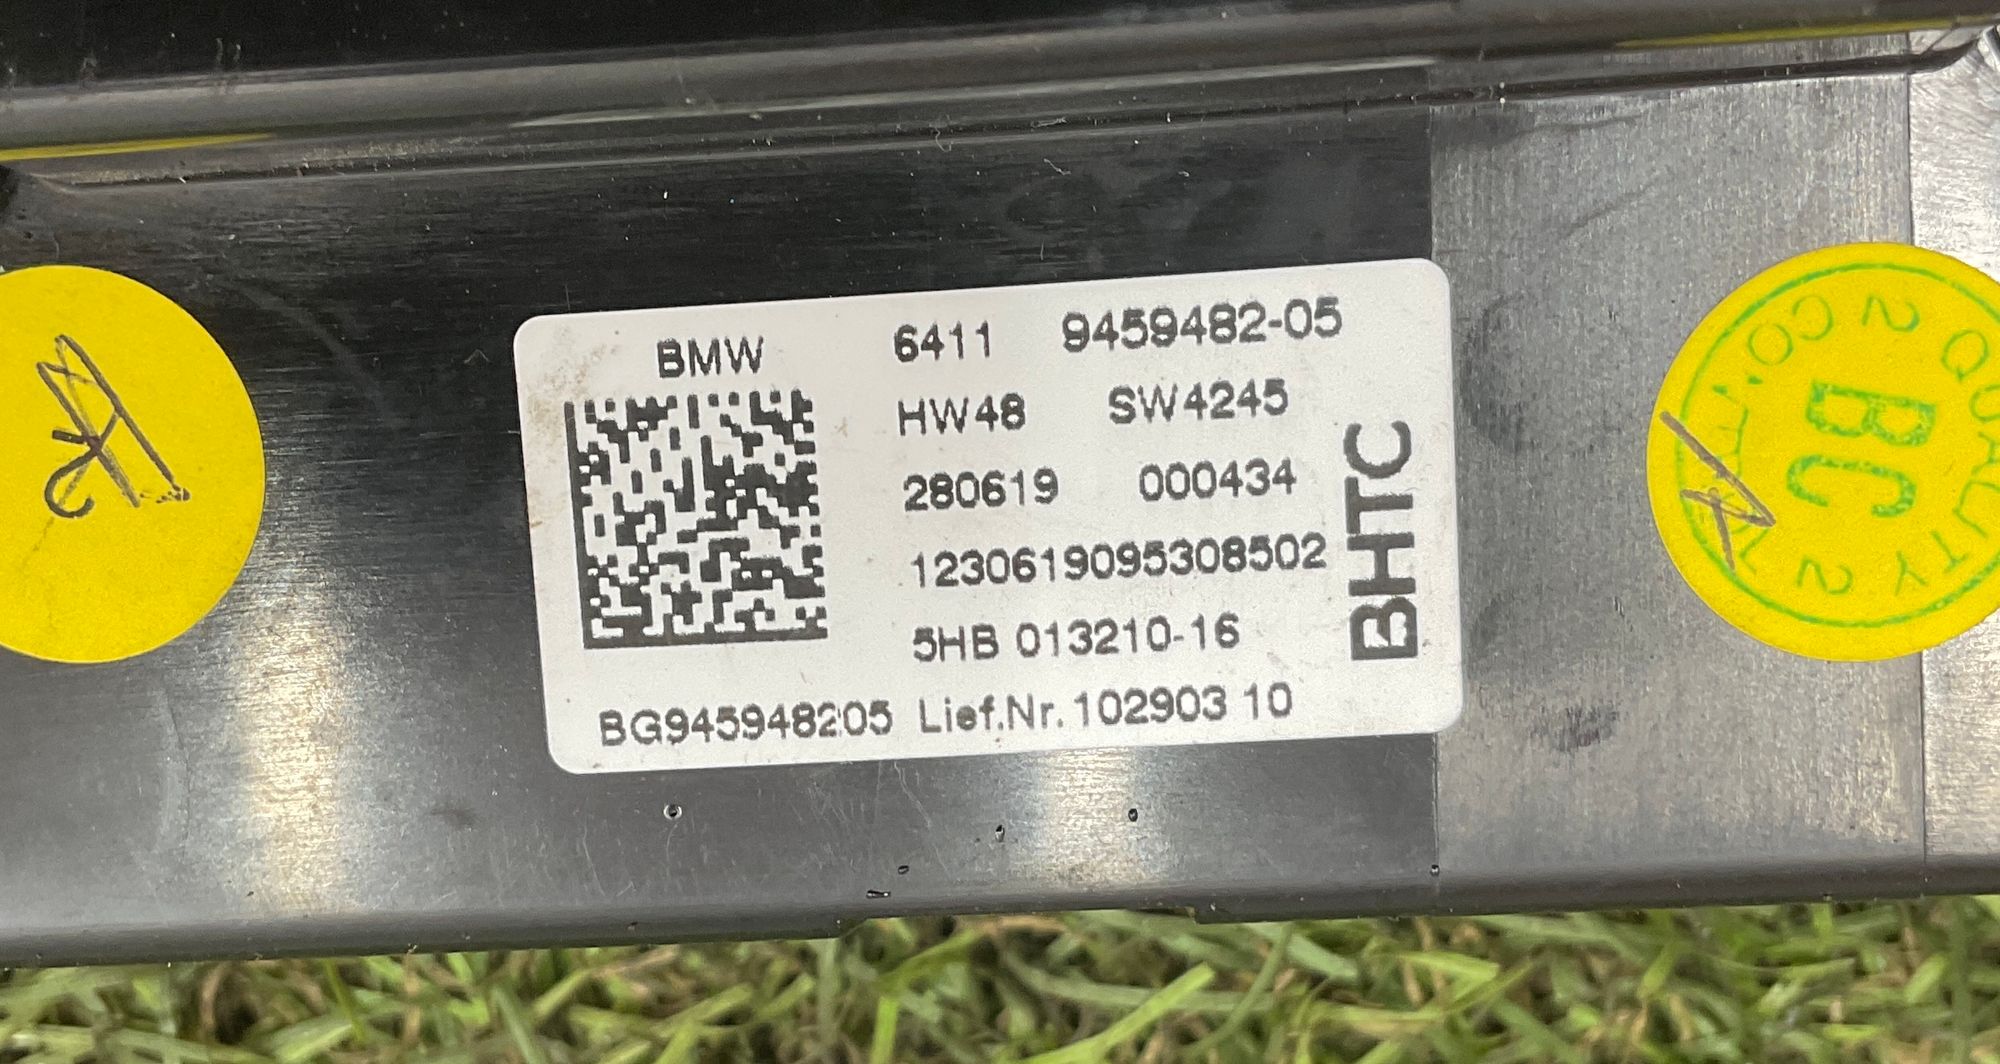 BMW 6411 9459482-05
HW48 SW4245
280619 000434
1230619095308502
5HB 013210-16
BG945948205 Lief.Nr. 102903 10
BHTC
BC
QUALITY 2